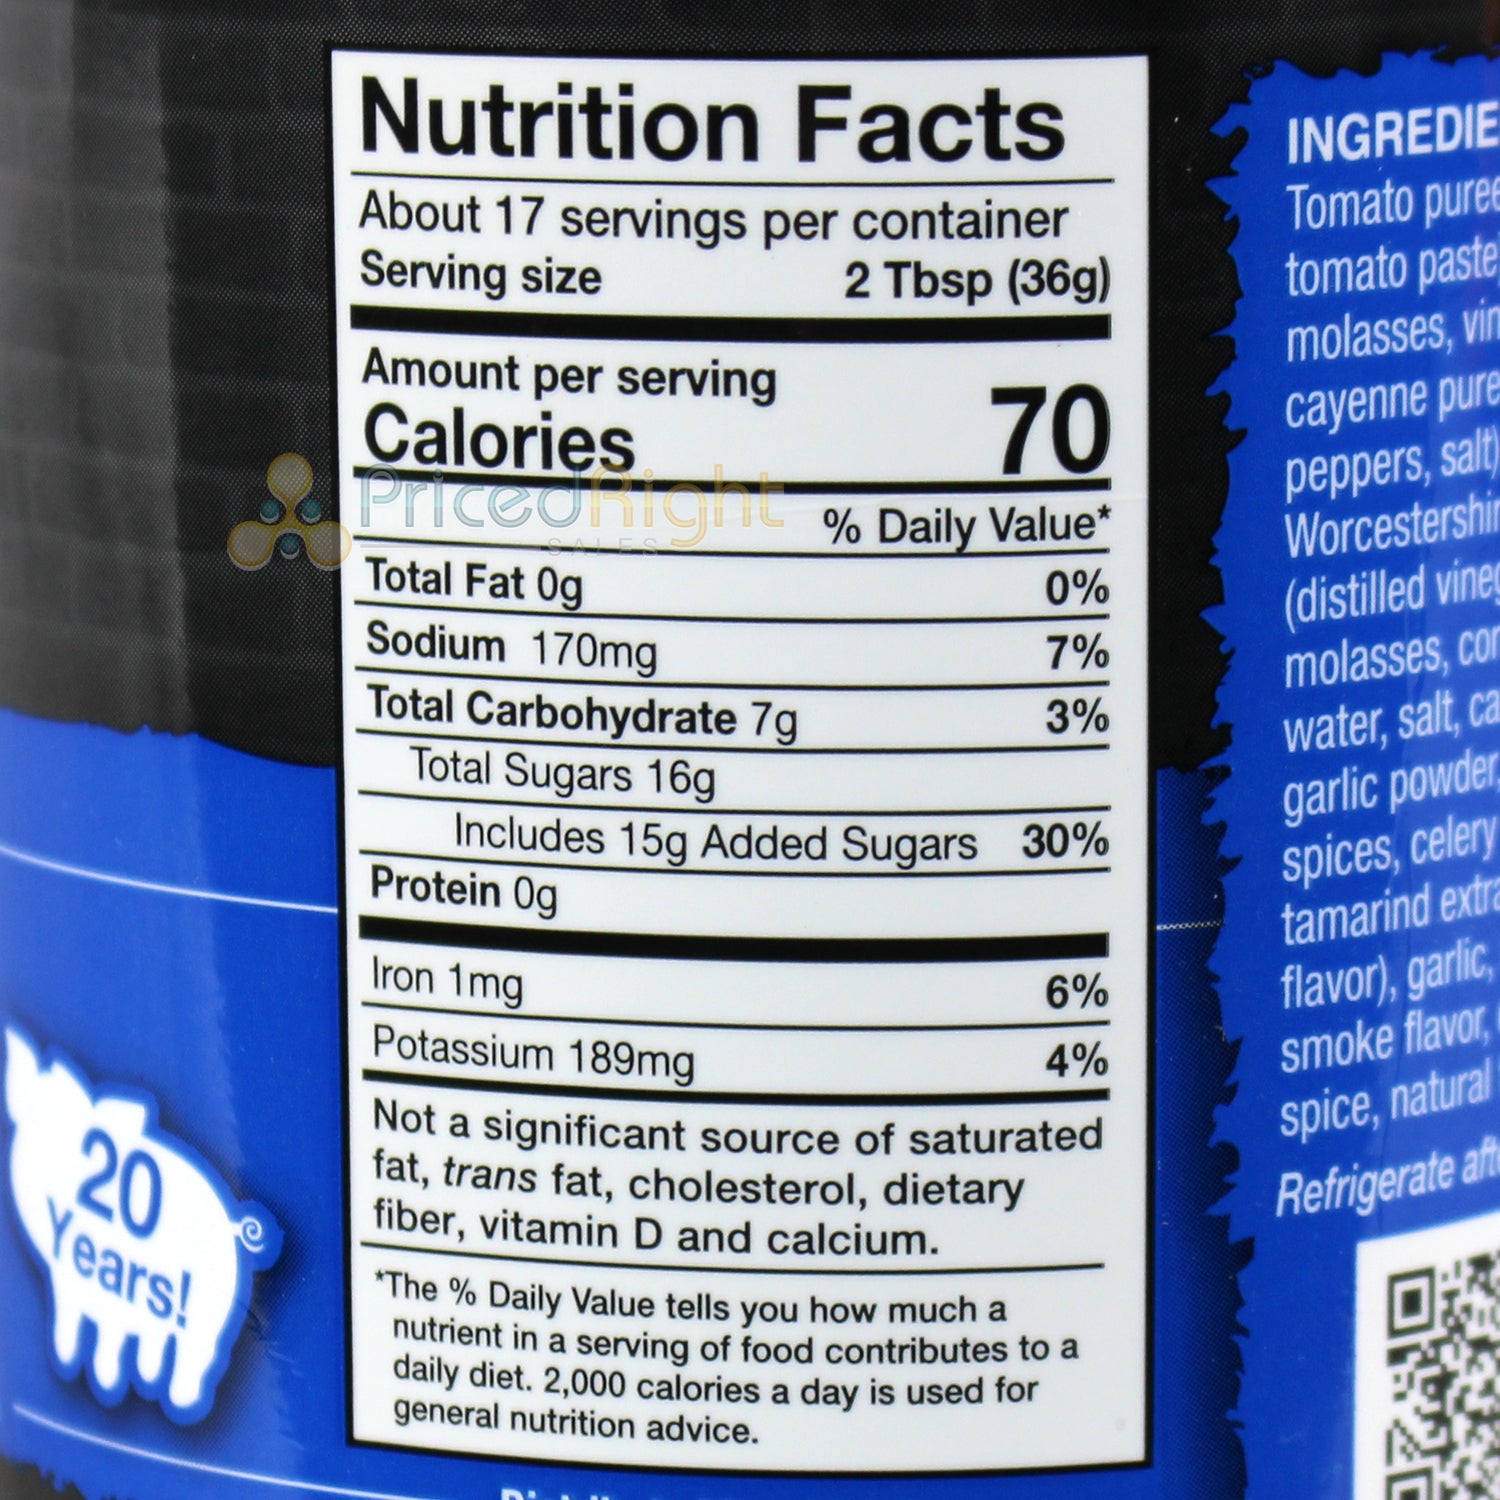 Nutrition Facts
About 17 servings per container
Serving size 2 Tbsp (36g)
Amount per serving
Calories 70
PricedRight
SALES
% Daily Value*
Total Fat 0g 0%
Sodium 170mg 7%
Total Carbohydrate 7g 3%
Total Sugars 16g
Includes 15g Added Sugars 30%
Protein 0g
Iron 1mg 6%
Potassium 189mg 4%
Not a significant source of saturated
fat, trans fat, cholesterol, dietary
fiber, vitamin D and calcium.
*The % Daily Value tells you how much a
nutrient in a serving of food contributes to a
daily diet. 2,000 calories a day is used for
general nutrition advice.
20
Years!
INGREDIE
Tomato puree
tomato paste
molasses, vin
cayenne pure
peppers, salt)
Worcestershir
(distilled vineg
molasses, cor
water, salt, ca
garlic powder,
spices, celery
tamarind extra
flavor), garlic,
smoke flavor,
spice, natural
Refrigerate afte